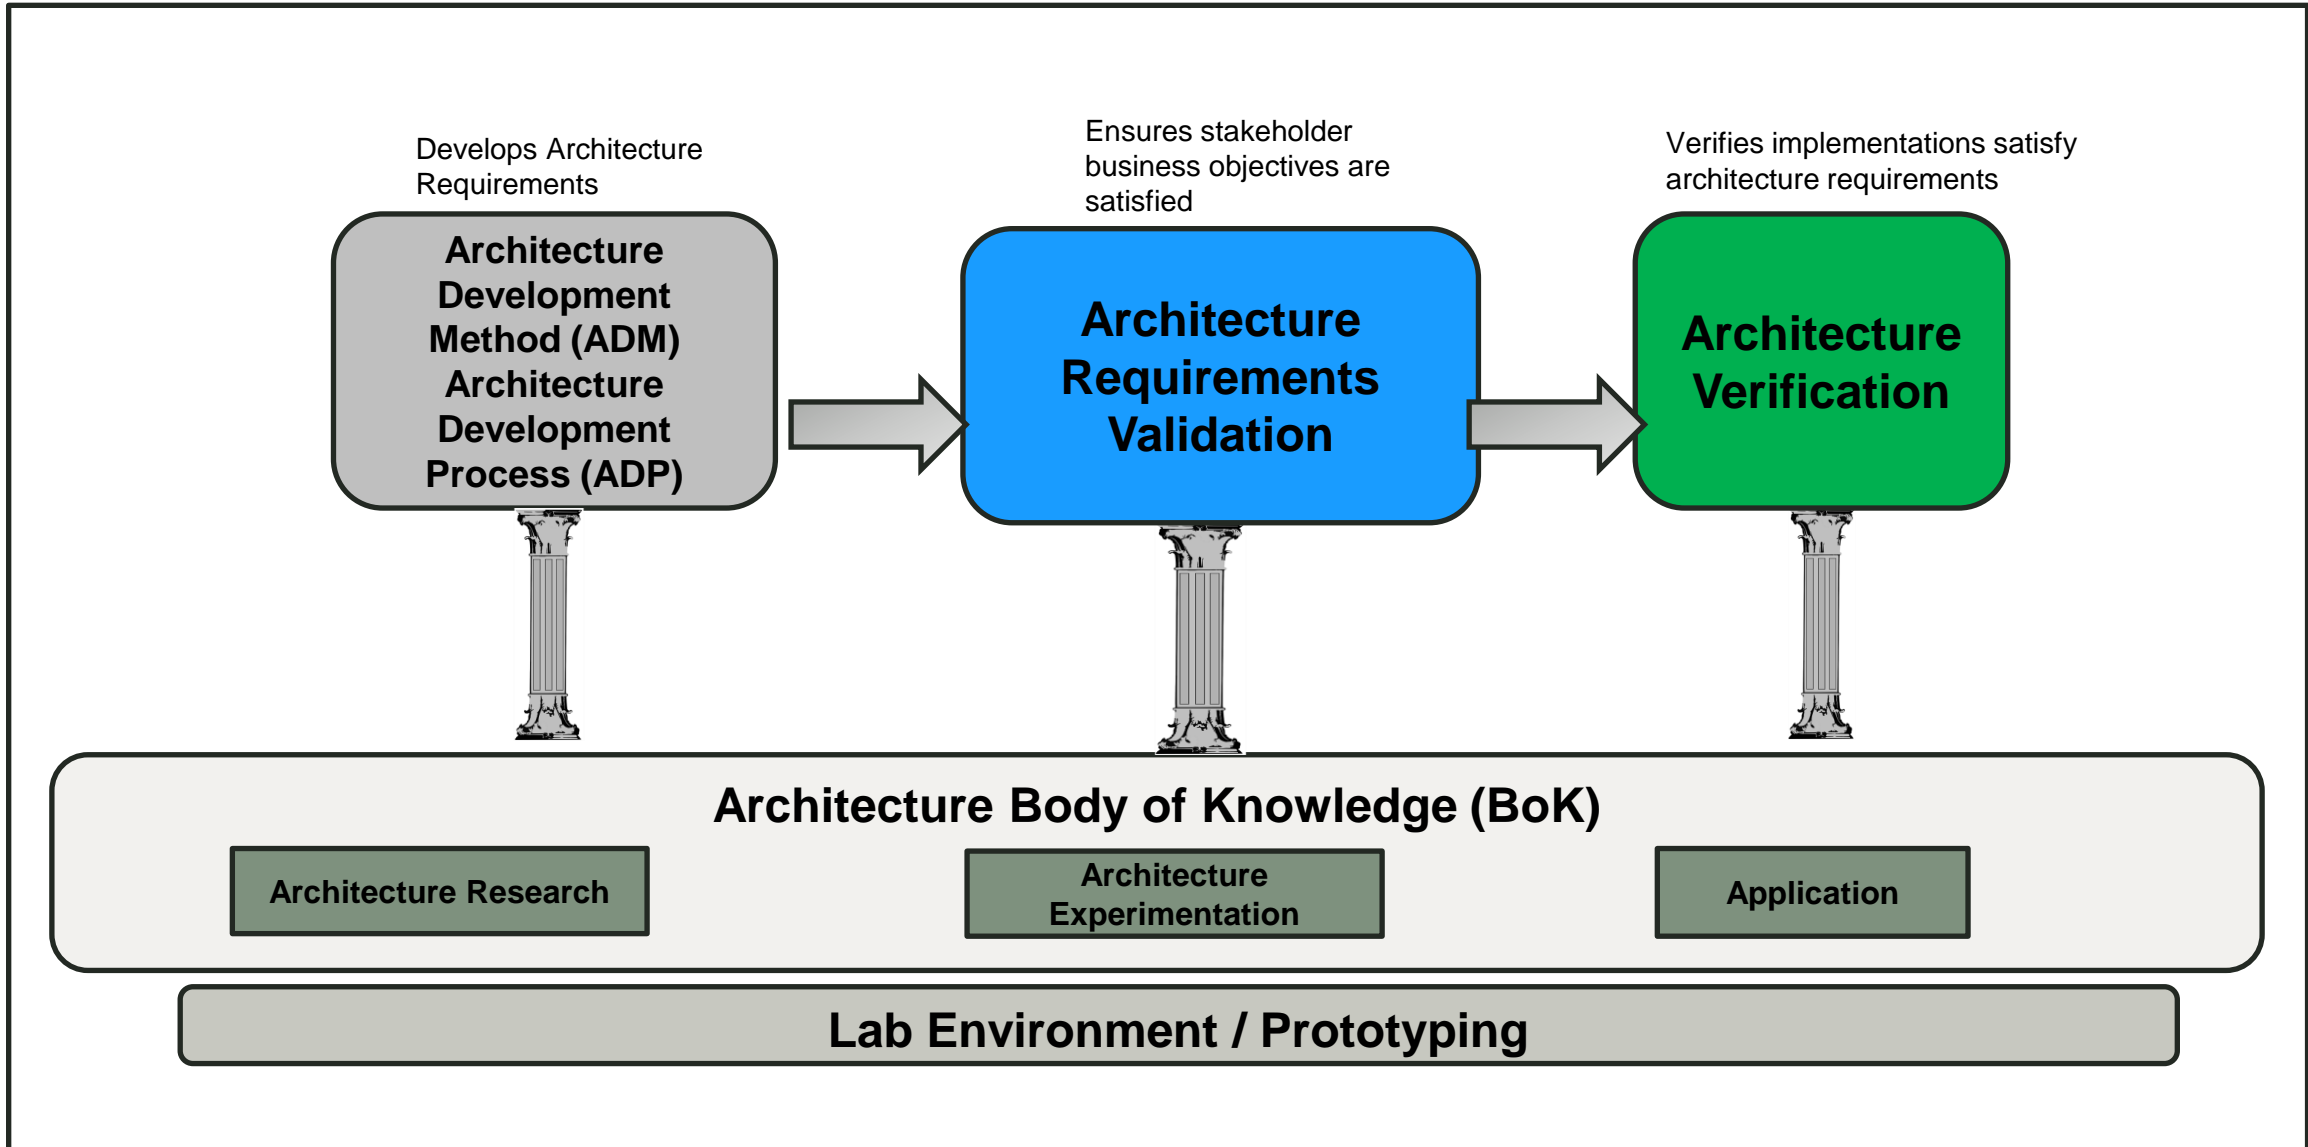 Develops Architecture
Requirements
Ensures stakeholder
business objectives are
satisfied
Verifies implementations satisfy
architecture requirements
Architecture
Development
Method (ADM)
Architecture
Development
Process (ADP)
Architecture
Requirements
Validation
Architecture
Verification
Architecture Body of Knowledge (BoK)
Architecture Research
Architecture
Experimentation
Application
Lab Environment / Prototyping